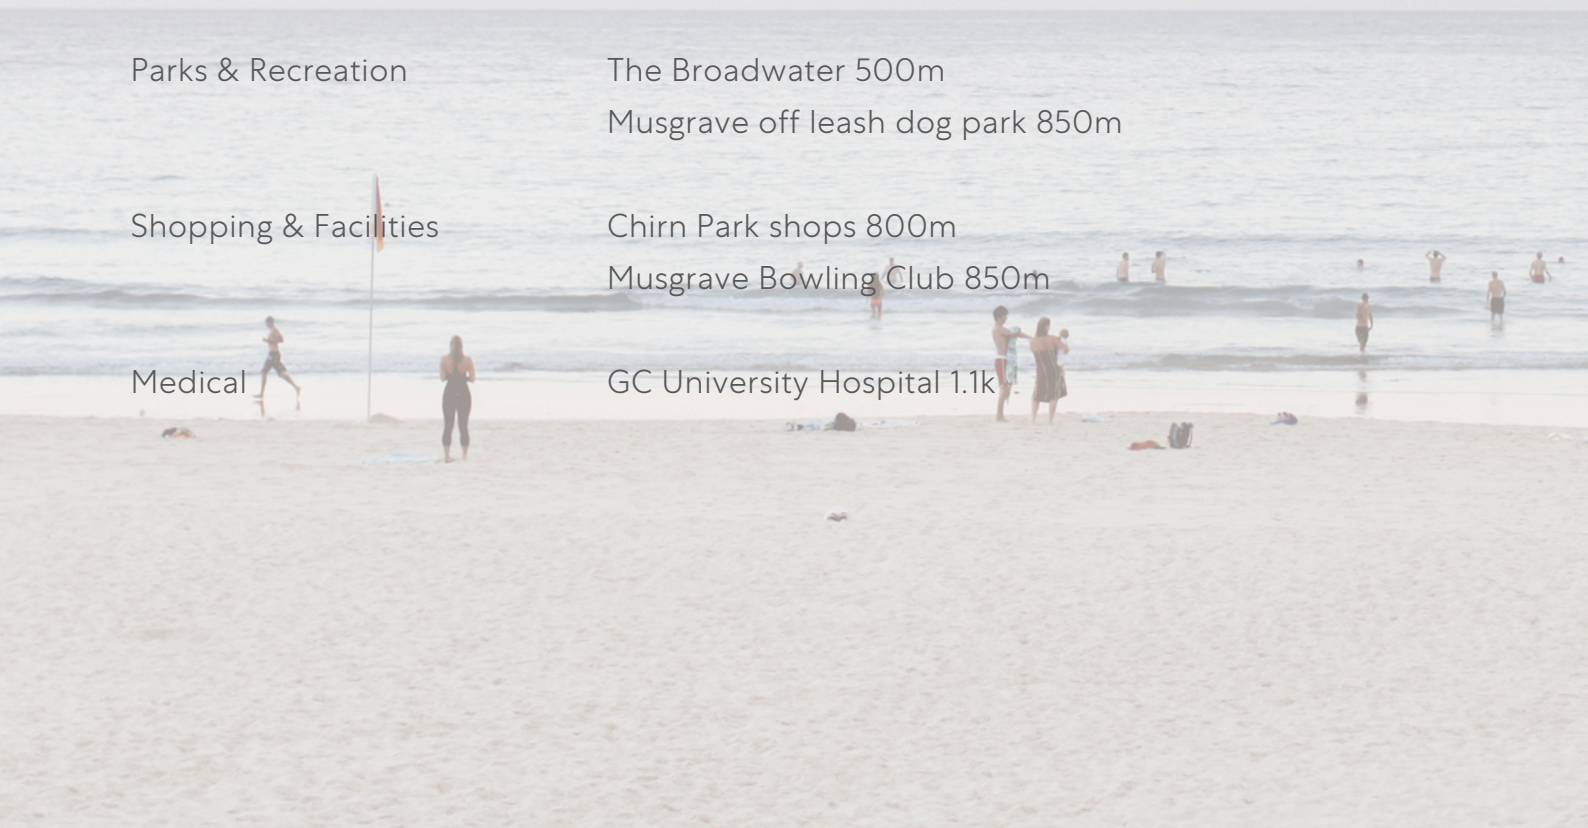 Parks & Recreation
The Broadwater 500m
Musgrave off leash dog park 850m
Shopping & Facilities
Chirn Park shops 800m
Musgrave Bowling Club 850m
Medical
GC University Hospital 1.1k